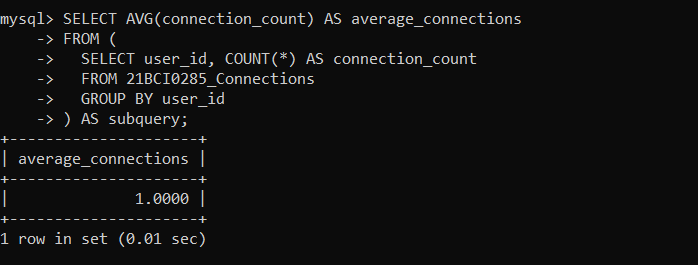 mysql> SELECT AVG(connection_count) AS average_connections
    -> FROM (
    ->   SELECT user_id, COUNT(*) AS connection_count
    ->   FROM 21BCI0285_Connections
    ->   GROUP BY user_id
    -> ) AS subquery;
+---------------------+
| average_connections |
+---------------------+
|              1.0000 |
+---------------------+
1 row in set (0.01 sec)